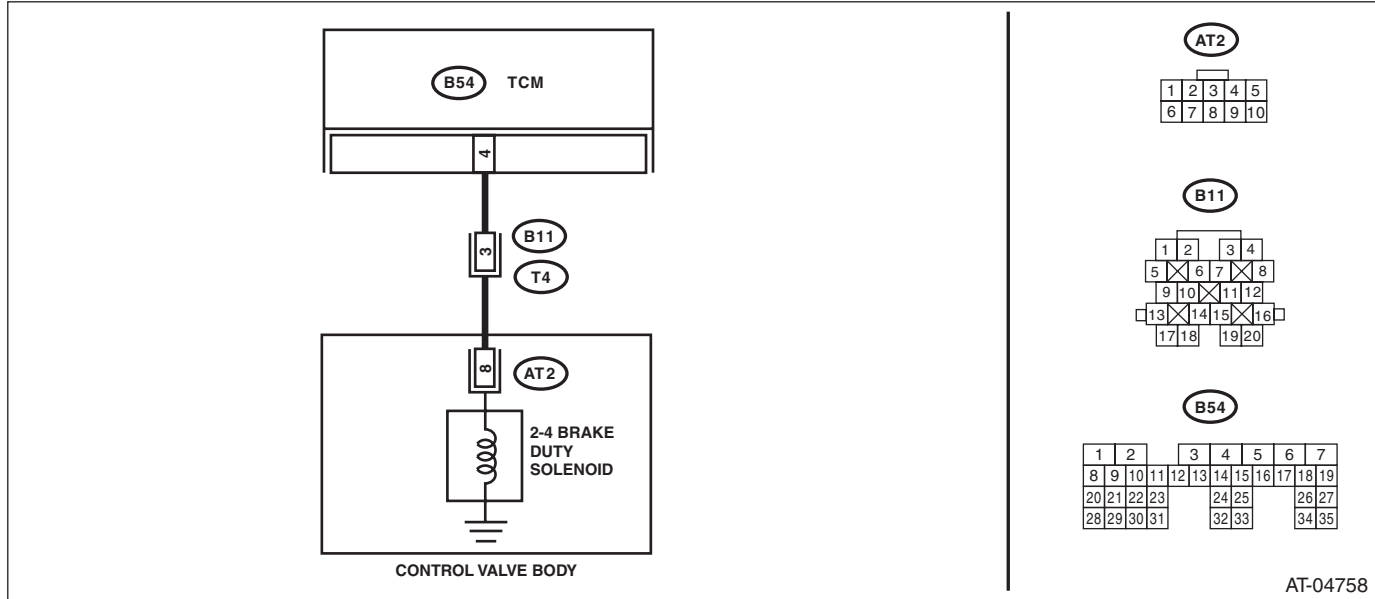 B54 TCM
4
3
B11
T4
8
AT2
2-4 BRAKE
DUTY
SOLENOID
CONTROL VALVE BODY
AT2
1 2 3 4 5
6 7 8 9 10
B11
1 2 3 4
5 6 7 8
9 10 11 12
13 14 15 16
17 18 19 20
B54
1 2 3 4 5 6 7
8 9 10 11 12 13 14 15 16 17 18 19
20 21 22 23 24 25 26 27
28 29 30 31 32 33 34 35
AT-04758